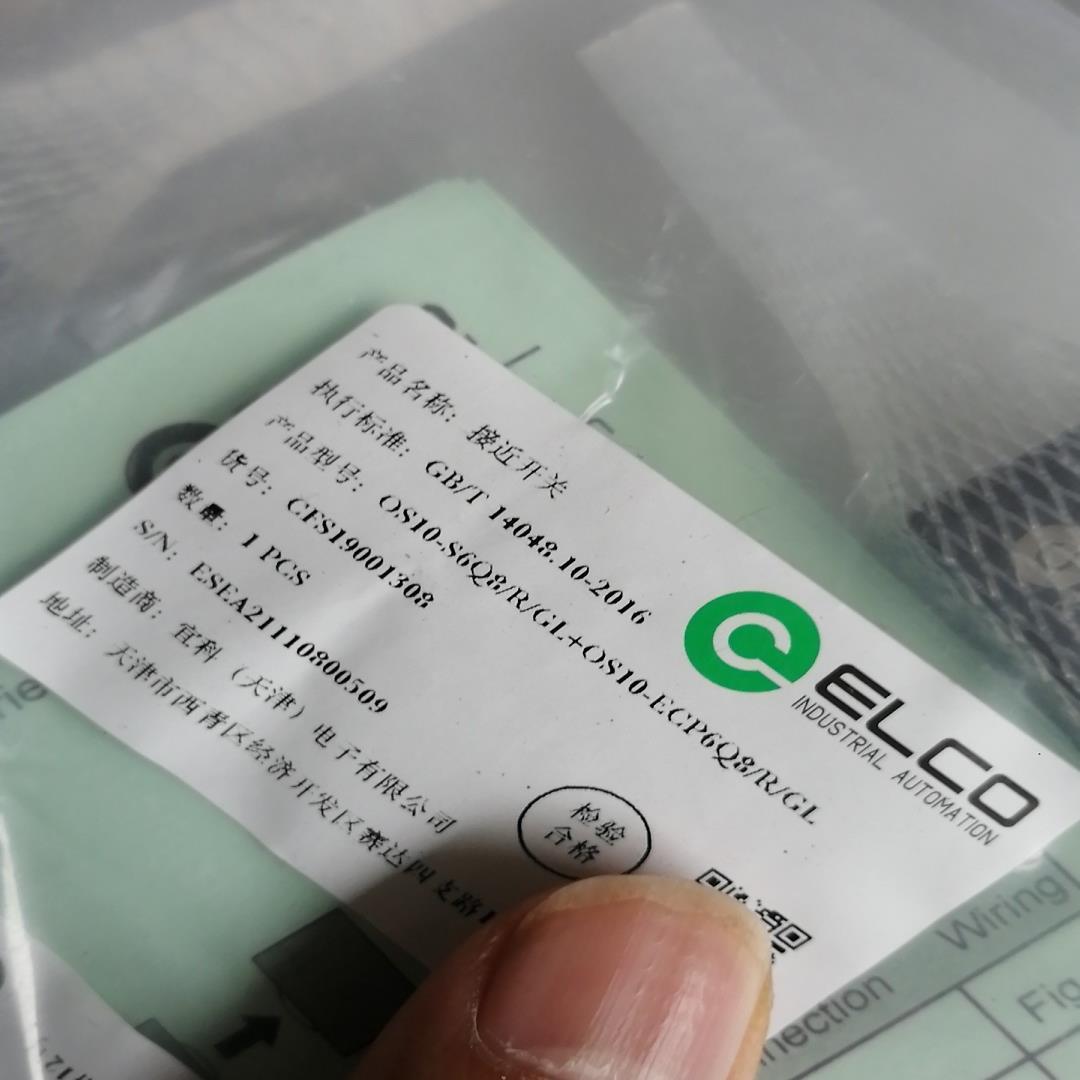 产品名称：接近开关
执行标准：GB/T 14048.10-2016
产品型号：OS10-S6Q8/R/GL+OS10-ECP6Q8/R/GL
货号：CFS19001308
数量：1 PCS
S/N：ESEA21110800509
制造商：宜科（天津）电子有限公司
地址：天津市西青区经济开发区赛达四支路1
检验
合格
ELCO
INDUSTRIAL AUTOMATION
Wiring
nection
Fig